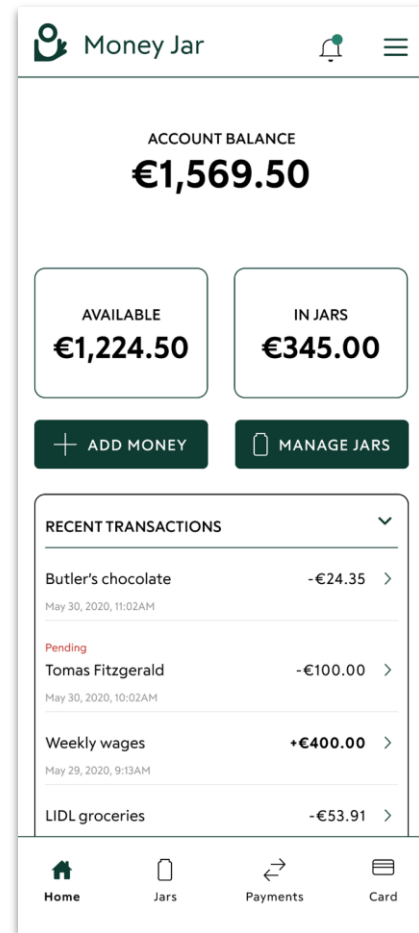 Money Jar
ACCOUNT BALANCE
€1,569.50
AVAILABLE
€1,224.50
IN JARS
€345.00
ADD MONEY
MANAGE JARS
RECENT TRANSACTIONS
Butler's chocolate -€24.35
May 30, 2020, 11:02AM
Pending
Tomas Fitzgerald -€100.00
May 30, 2020, 10:02AM
Weekly wages +€400.00
May 29, 2020, 9:13AM
LIDL groceries -€53.91
Home Jars Payments Card